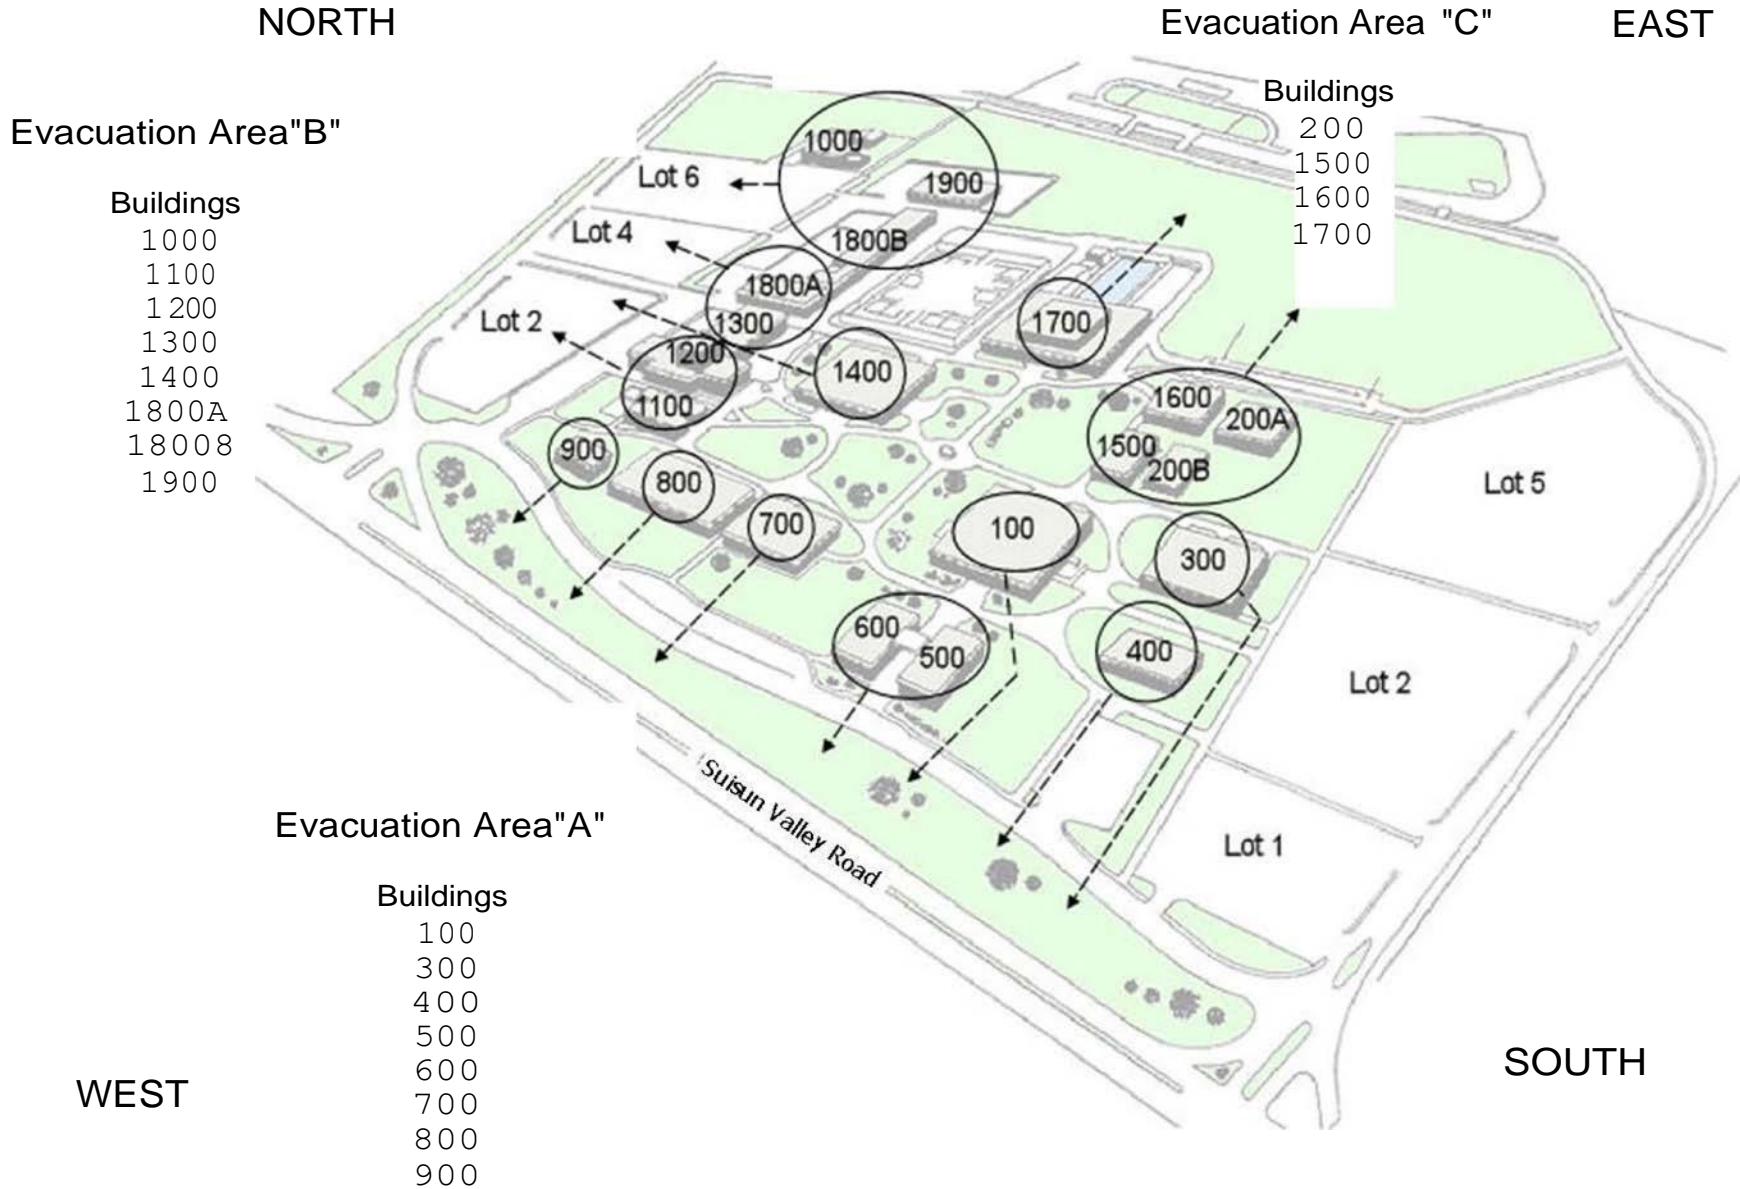 NORTH
Evacuation Area "C"
EAST
Buildings
200
1500
1600
1700
Evacuation Area"B"
Buildings
1000
1100
1200
1300
1400
1800A
18008
1900
1000
Lot 6
1900
Lot 4
1800B
1800A
Lot 2
1300
1700
1200
1400
1100
1600
200A
900
1500
200B
800
Lot 5
700
100
300
600
500
400
Lot 2
Suisun Valley Road
Lot 1
Evacuation Area"A"
Buildings
100
300
400
500
600
700
800
900
WEST
SOUTH